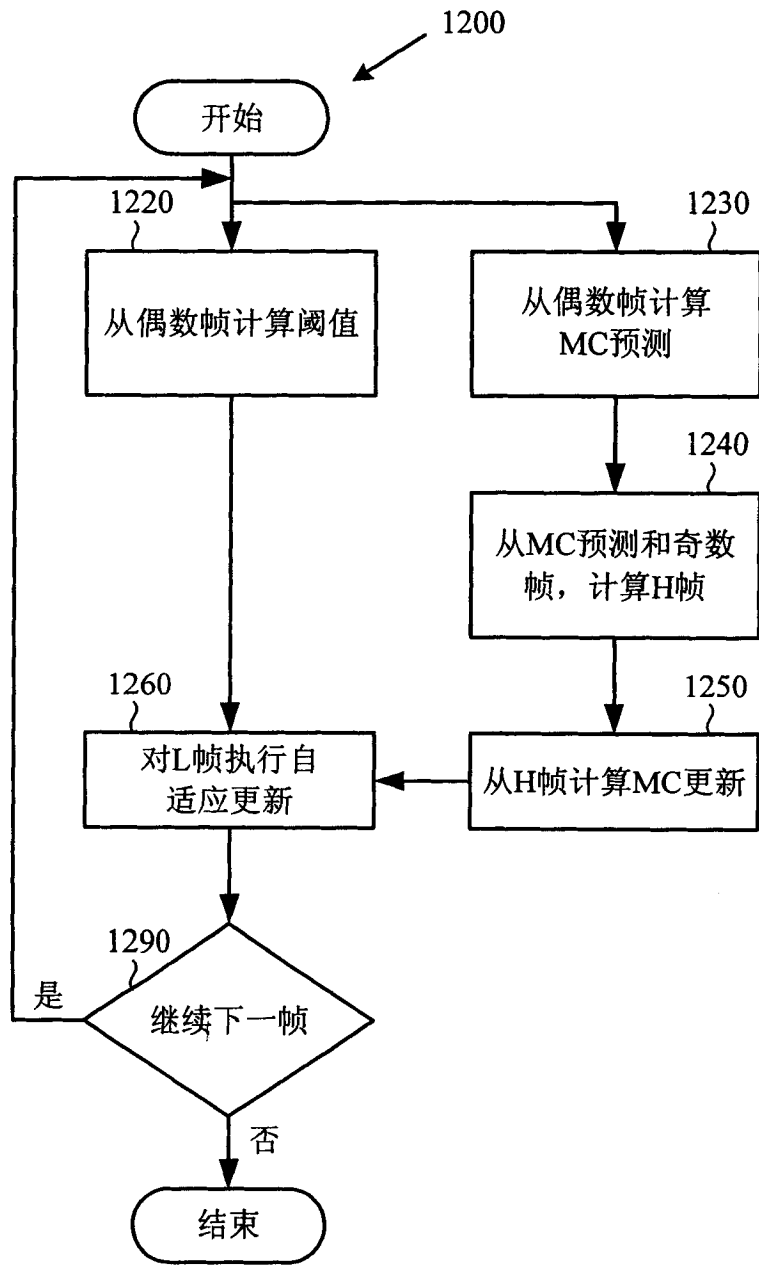 1200
开始
1220
从偶数帧计算阈值
1230
从偶数帧计算
MC预测
1240
从MC预测和奇数
帧，计算H帧
1250
从H帧计算MC更新
1260
对L帧执行自
适应更新
1290
继续下一帧
是
否
结束